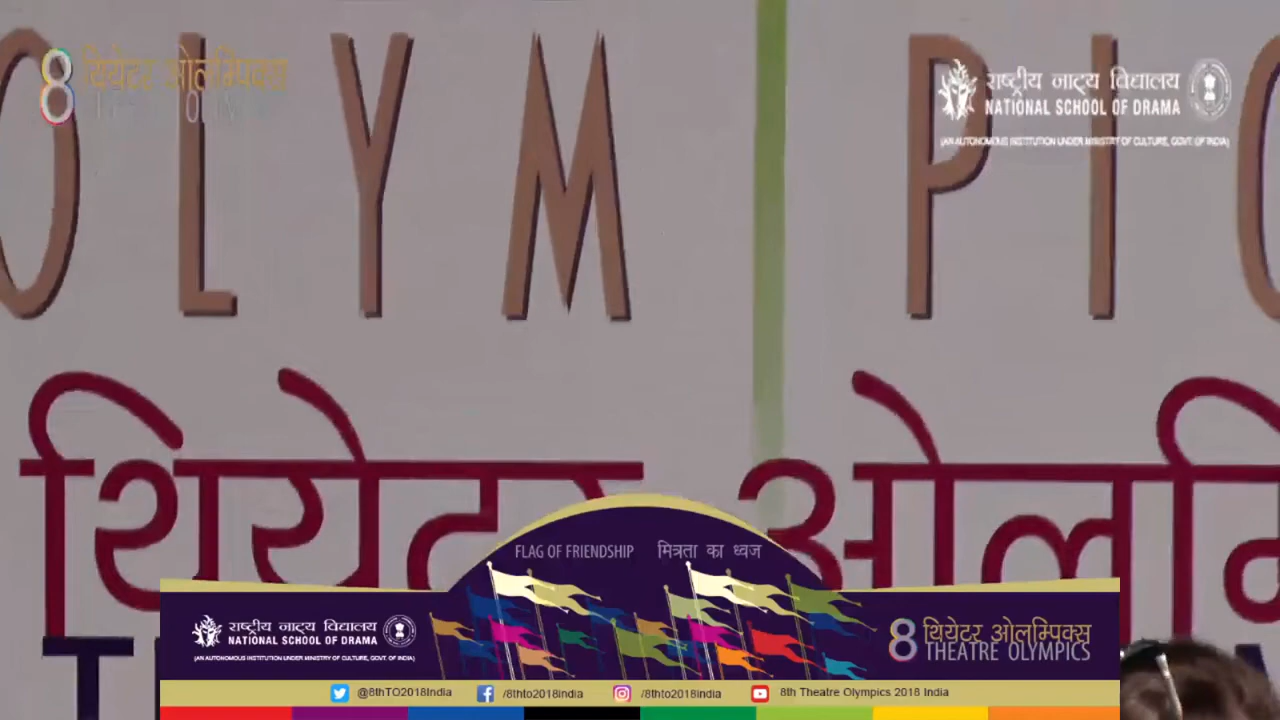 OLYMPIC
8 थियेटर ओलम्पिक्स
राष्ट्रीय नाट्य विद्यालय
NATIONAL SCHOOL OF DRAMA
(AN AUTONOMOUS INSTITUTION UNDER MINISTRY OF CULTURE, GOVT. OF INDIA)
थियेटर ओलम्पि
FLAG OF FRIENDSHIP मित्रता का ध्वज
राष्ट्रीय नाट्य विद्यालय
NATIONAL SCHOOL OF DRAMA
(AN AUTONOMOUS INSTITUTION UNDER MINISTRY OF CULTURE, GOVT. OF INDIA)
8 थियेटर ओलम्पिक्स
THEATRE OLYMPICS
@8thTO2018India /8thto2018india /8thto2018india 8th Theatre Olympics 2018 India